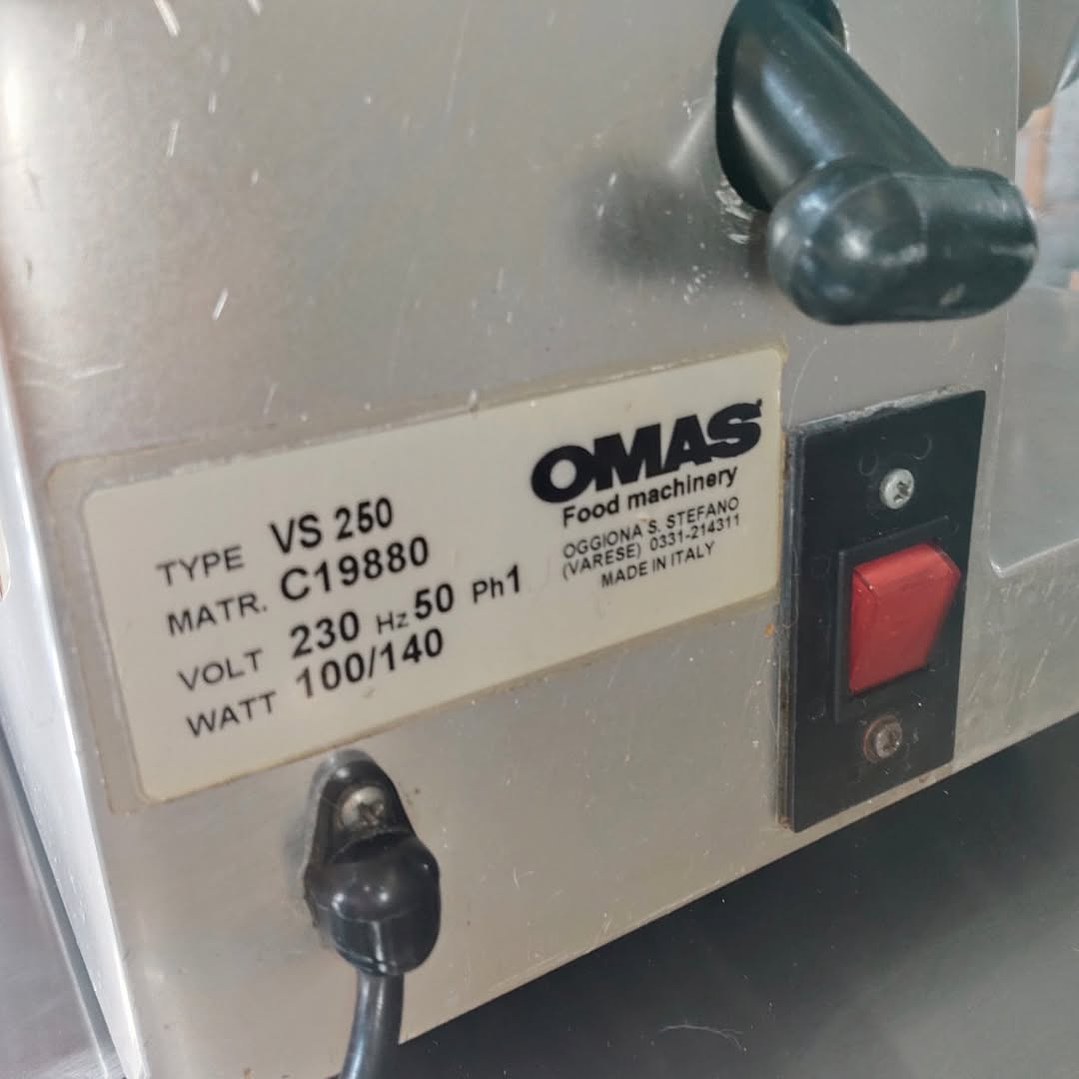 TYPE VS 250
MATR. C19880
VOLT 230 Hz 50 Ph1
WATT 100/140
OMAS
Food machinery
OGGIONA S. STEFANO
(VARESE) 0331-214311
MADE IN ITALY